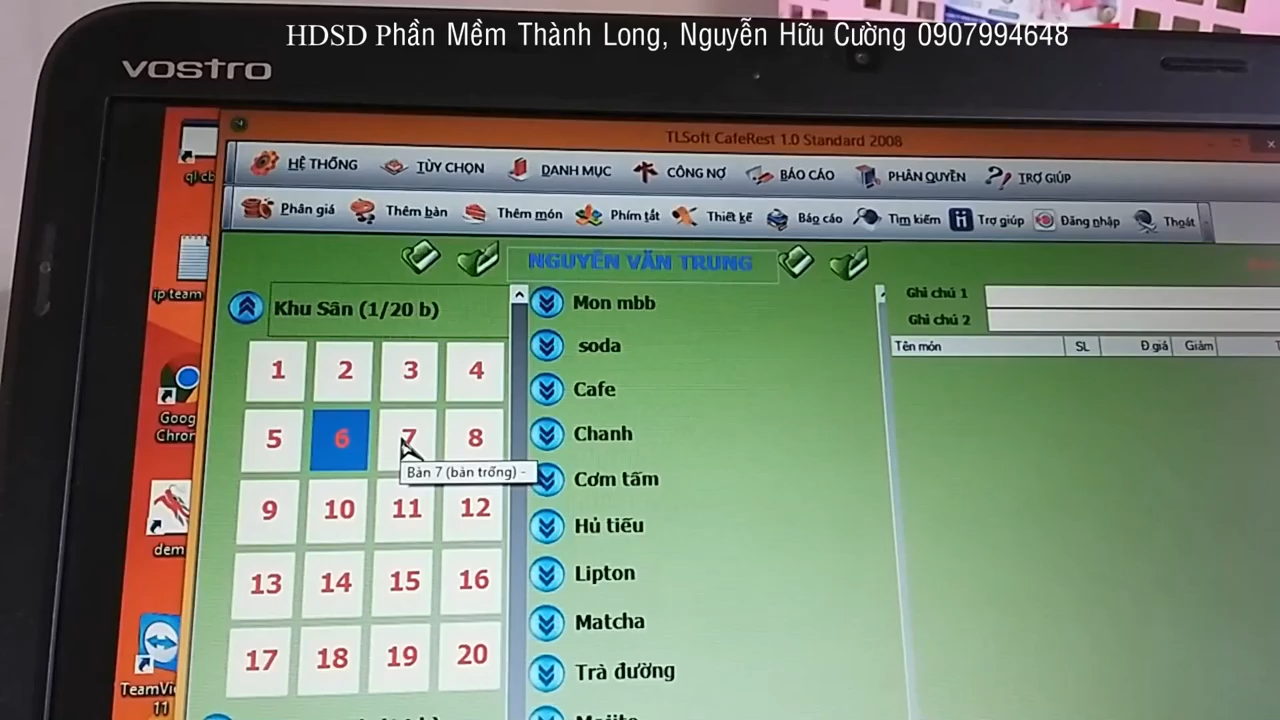 HDSD Phần Mềm Thành Long, Nguyễn Hữu Cường 0907994648
VOSTRO
TLSoft CafeRest 1.0 Standard 2008
HỆ THỐNG TÙY CHỌN DANH MỤC CÔNG NỢ BÁO CÁO PHÂN QUYỀN TRỢ GIÚP
Phân giá Thêm bàn Thêm món Phím tắt Thiết kế Báo cáo Tìm kiếm Trợ giúp Đăng nhập Thoát
NGUYỄN VĂN TRUNG
Khu Sân (1/20 b)
1 2 3 4
5 6 7 8
Bàn 7 (bàn trống) -
9 10 11 12
13 14 15 16
17 18 19 20
Mon mbb
soda
Cafe
Chanh
Cơm tấm
Hủ tiếu
Lipton
Matcha
Trà đường
Ghi chú 1
Ghi chú 2
Tên món SL Đ giá Giảm
ql cb
ip team
Goog
Chron
dem
TeamVi
11